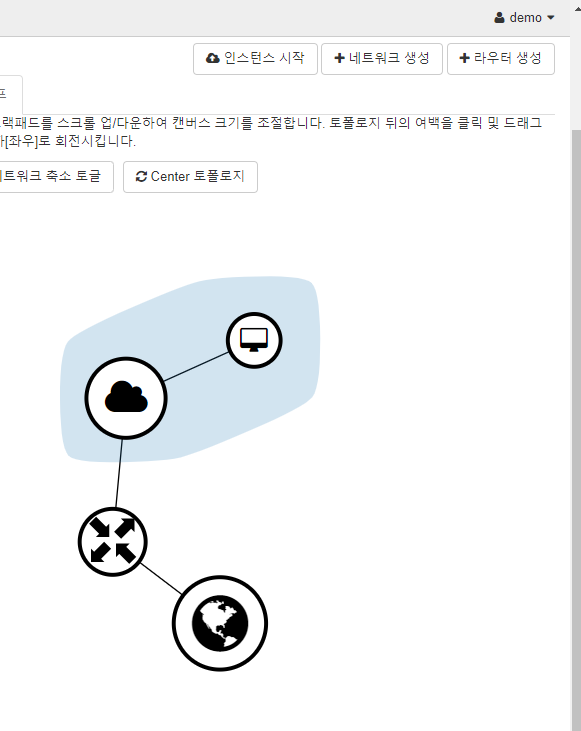 demo
인스턴스 시작
네트워크 생성
라우터 생성
프
랙패드를 스크롤 업/다운하여 캔버스 크기를 조절합니다. 토폴로지 뒤의 여백을 클릭 및 드래그
[좌우]로 회전시킵니다.
트워크 축소 토글
Center 토폴로지